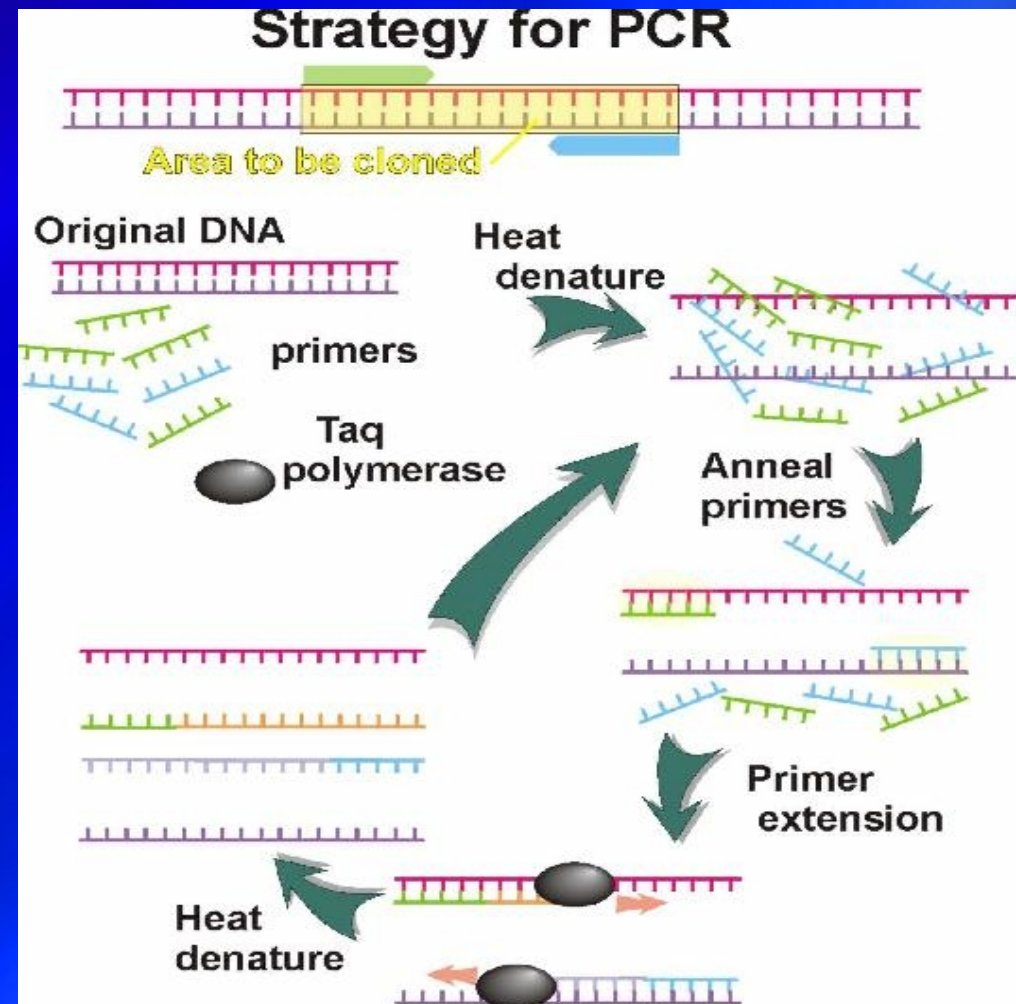 Strategy for PCR
Area to be cloned
Original DNA
Heat
denature
primers
Taq
polymerase
Anneal
primers
Primer
extension
Heat
denature